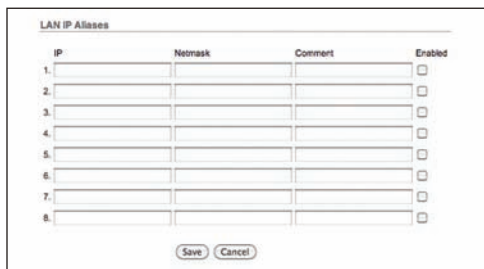 LAN IP Aliases
IP Netmask Comment Enabled
1.
2.
3.
4.
5.
6.
7.
8.
Save Cancel